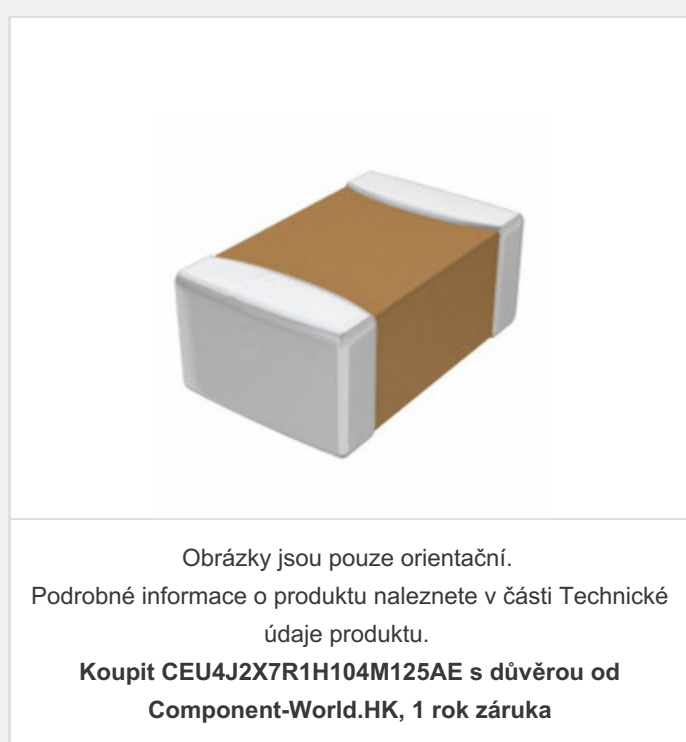 Obrázky jsou pouze orientační.
Podrobné informace o produktu naleznete v části Technické
údaje produktu.
Koupit CEU4J2X7R1H104M125AE s důvěrou od
Component-World.HK, 1 rok záruka